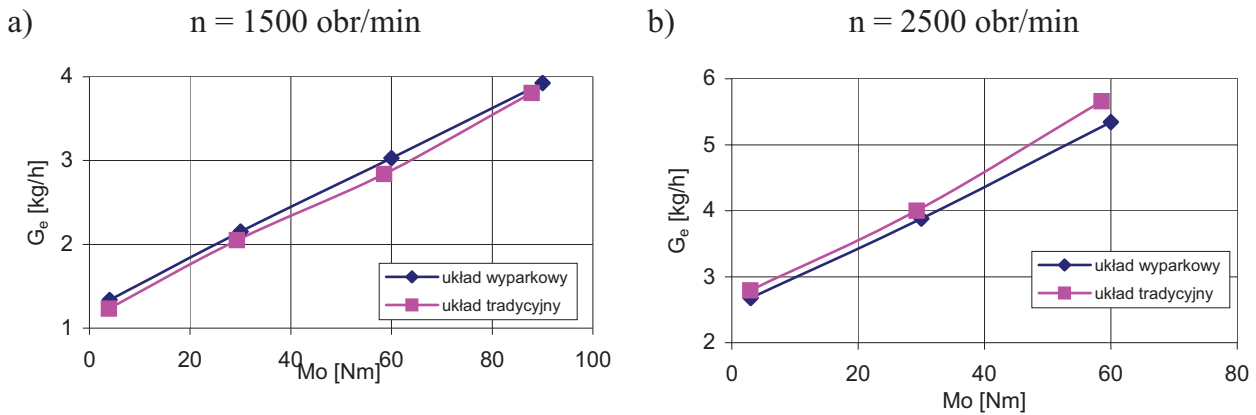 a) n = 1500 obr/min
4
3
2
1
0 20 40 60 80 100
G_e [kg/h]
Mo [Nm]
układ wyparkowy
układ tradycyjny
b) n = 2500 obr/min
6
5
4
3
2
0 20 40 60 80
G_e [kg/h]
Mo [Nm]
układ wyparkowy
układ tradycyjny